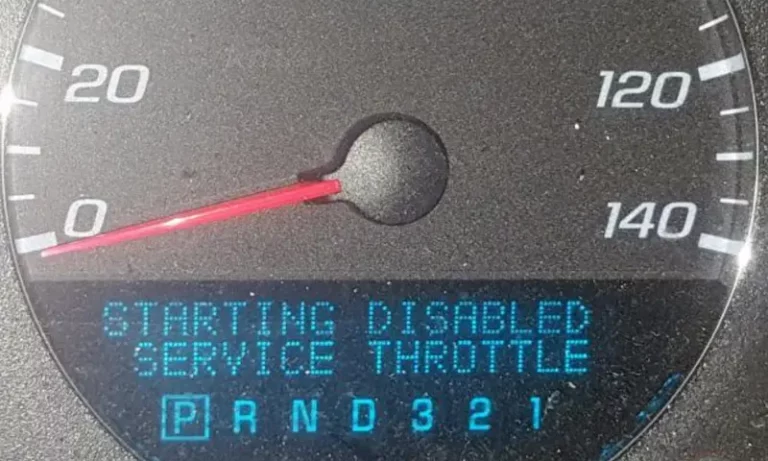 20 120
0 140
STARTING DISABLED
SERVICE THROTTLE
P R N D 3 2 1